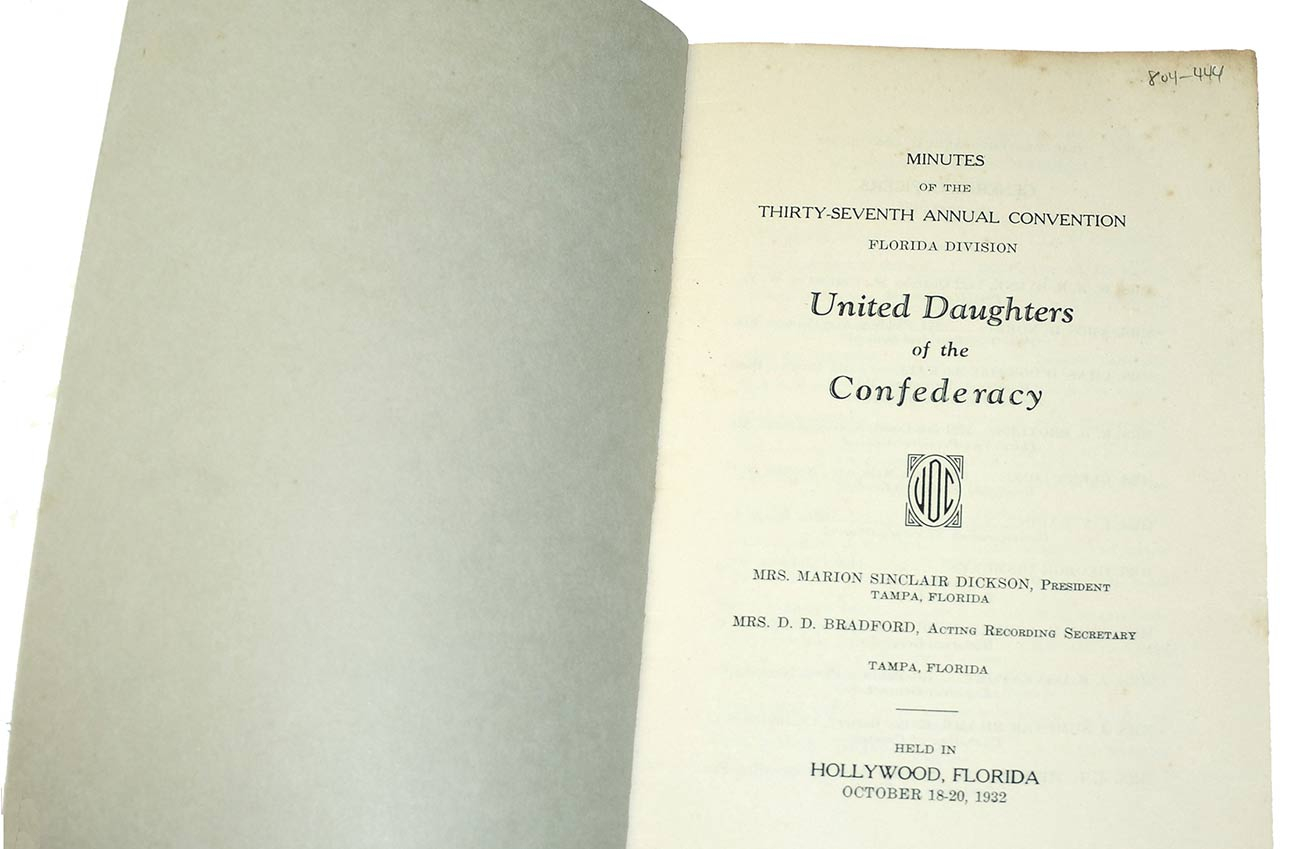 804-444
MINUTES
OF THE
THIRTY-SEVENTH ANNUAL CONVENTION
FLORIDA DIVISION
United Daughters
of the
Confederacy
UDC
MRS. MARION SINCLAIR DICKSON, PRESIDENT
TAMPA, FLORIDA
MRS. D. D. BRADFORD, ACTING RECORDING SECRETARY
TAMPA, FLORIDA
HELD IN
HOLLYWOOD, FLORIDA
OCTOBER 18-20, 1932